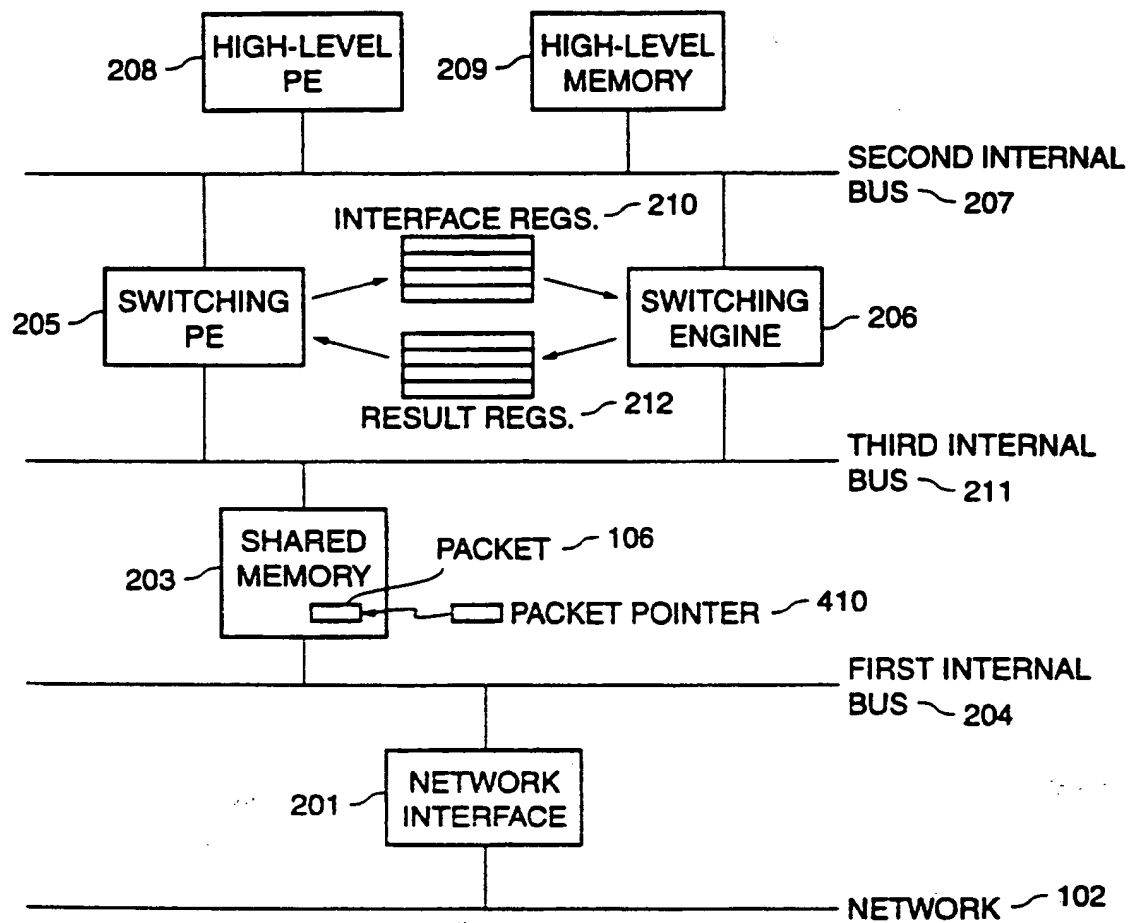 HIGH-LEVEL
PE
208
HIGH-LEVEL
MEMORY
209
SECOND INTERNAL
BUS 207
INTERFACE REGS. 210
SWITCHING
PE
205
SWITCHING
ENGINE
206
RESULT REGS. 212
THIRD INTERNAL
BUS 211
SHARED
MEMORY
203
PACKET 106
PACKET POINTER 410
FIRST INTERNAL
BUS 204
NETWORK
INTERFACE
201
NETWORK 102